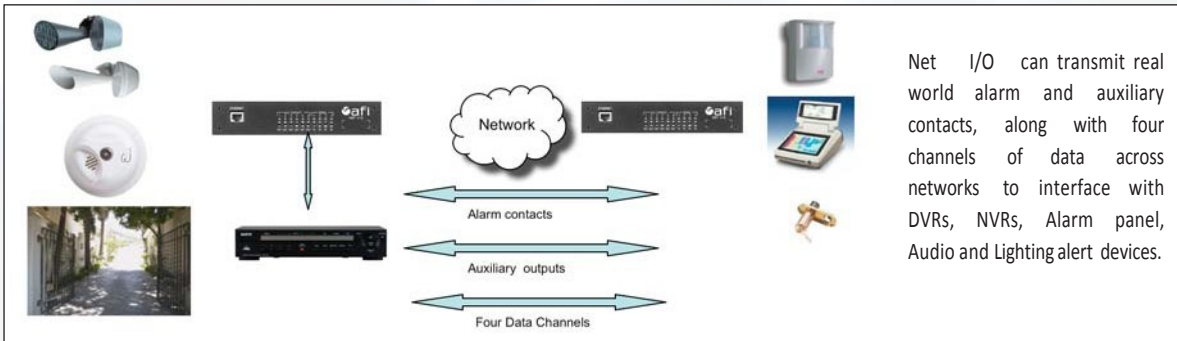 afi
Network
afi
Alarm contacts
Auxiliary outputs
Four Data Channels
Net I/O can transmit real
world alarm and auxiliary
contacts, along with four
channels of data across
networks to interface with
DVRs, NVRs, Alarm panel,
Audio and Lighting alert devices.